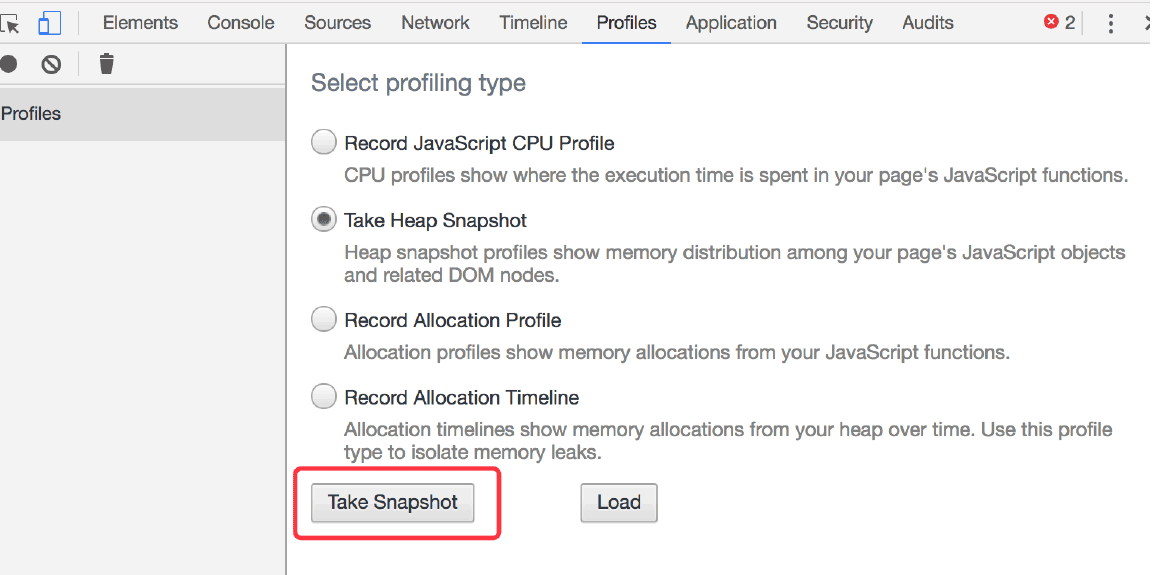 Elements Console Sources Network Timeline Profiles Application Security Audits 2
Profiles
Select profiling type
Record JavaScript CPU Profile
CPU profiles show where the execution time is spent in your page's JavaScript functions.
Take Heap Snapshot
Heap snapshot profiles show memory distribution among your page's JavaScript objects
and related DOM nodes.
Record Allocation Profile
Allocation profiles show memory allocations from your JavaScript functions.
Record Allocation Timeline
Allocation timelines show memory allocations from your heap over time. Use this profile
type to isolate memory leaks.
Take Snapshot Load